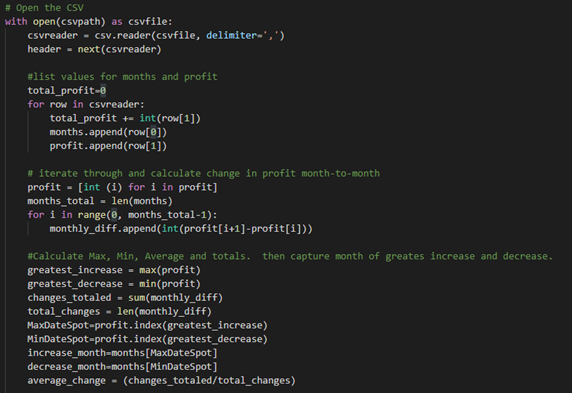 # Open the CSV
with open(csvpath) as csvfile:
    csvreader = csv.reader(csvfile, delimiter=',')
    header = next(csvreader)

    #list values for months and profit
    total_profit=0
    for row in csvreader:
        total_profit += int(row[1])
        months.append(row[0])
        profit.append(row[1])

    # iterate through and calculate change in profit month-to-month
    profit = [int (i) for i in profit]
    months_total = len(months)
    for i in range(0, months_total-1):
        monthly_diff.append(int(profit[i+1]-profit[i]))

    #Calculate Max, Min, Average and totals.  then capture month of greates increase and decrease.
    greatest_increase = max(profit)
    greatest_decrease = min(profit)
    changes_totaled = sum(monthly_diff)
    total_changes = len(monthly_diff)
    MaxDateSpot=profit.index(greatest_increase)
    MinDateSpot=profit.index(greatest_decrease)
    increase_month=months[MaxDateSpot]
    decrease_month=months[MinDateSpot]
    average_change = (changes_totaled/total_changes)